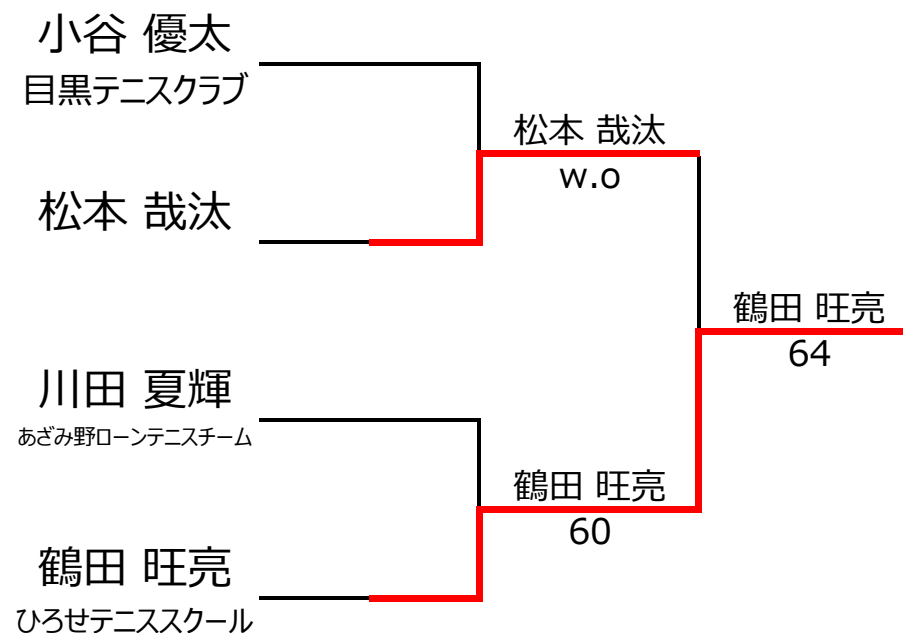 小谷 優太
目黒テニスクラブ
松本 哲汰
w.o
松本 哉汰
鶴田 旺亮
64
川田 夏輝
あざみ野ローンテニスチーム
鶴田 旺亮
60
鶴田 旺亮
ひろせテニススクール